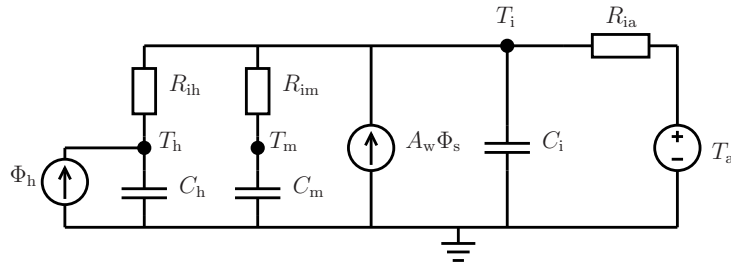 T_i R_ia
R_ih R_im
T_h T_m
Φ_h C_h C_m A_wΦ_s C_i + − T_a